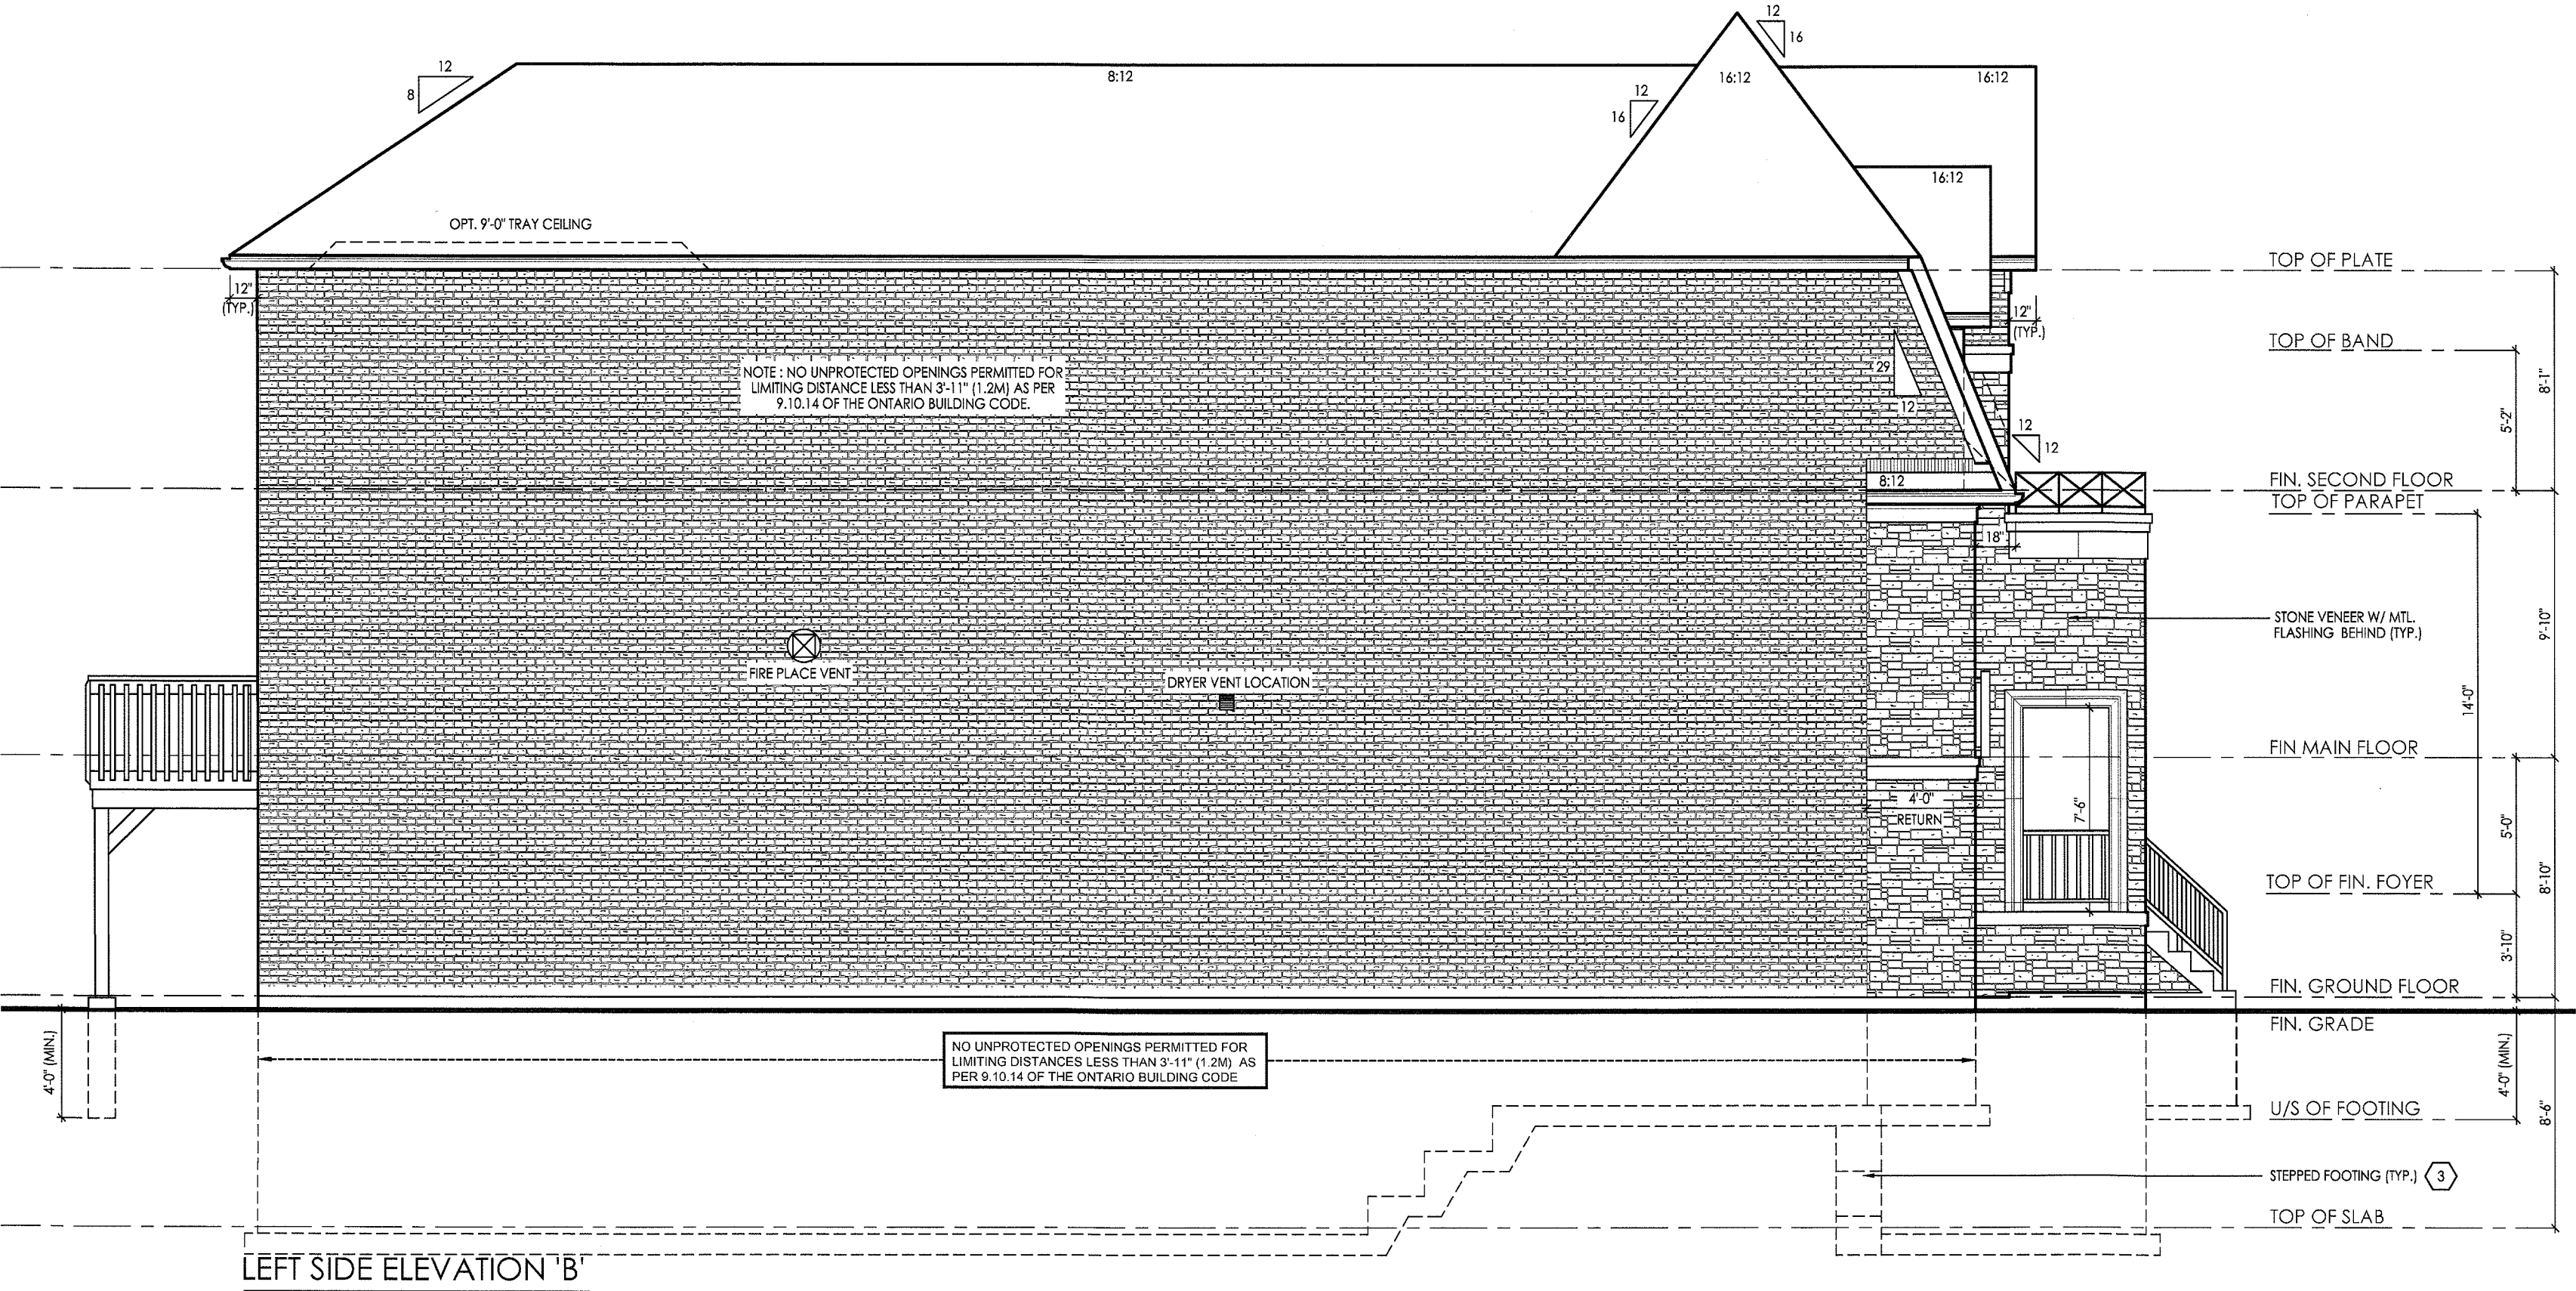 12
16
12
8
8:12
16:12
16:12
12
16
16:12
OPT. 9'-0" TRAY CEILING
TOP OF PLATE
12"
(TYP.)
12"
(TYP.)
TOP OF BAND
8'-1"
NOTE : NO UNPROTECTED OPENINGS PERMITTED FOR
LIMITING DISTANCE LESS THAN 3'-11" (1.2M) AS PER
9.10.14 OF THE ONTARIO BUILDING CODE.
29
12
5'-2"
12
12
8:12
FIN. SECOND FLOOR
TOP OF PARAPET
18"
STONE VENEER W/ MTL.
FLASHING BEHIND (TYP.)
9'-10"
FIRE PLACE VENT
DRYER VENT LOCATION
14'-0"
FIN MAIN FLOOR
4'-0"
RETURN
7'-6"
5'-0"
8'-10"
TOP OF FIN. FOYER
3'-10"
FIN. GROUND FLOOR
FIN. GRADE
4'-0" (MIN.)
NO UNPROTECTED OPENINGS PERMITTED FOR
LIMITING DISTANCES LESS THAN 3'-11" (1.2M) AS
PER 9.10.14 OF THE ONTARIO BUILDING CODE
4'-0" (MIN.)
8'-6"
U/S OF FOOTING
STEPPED FOOTING (TYP.) 3
TOP OF SLAB
LEFT SIDE ELEVATION 'B'